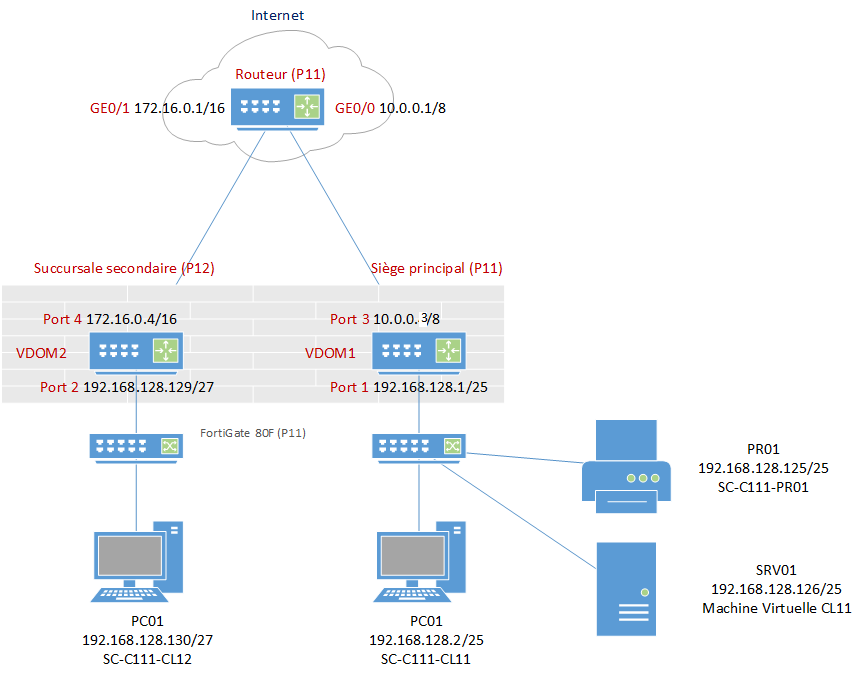 Internet
Routeur (P11)
GE0/1 172.16.0.1/16
GE0/0 10.0.0.1/8
Succursale secondaire (P12)
Siège principal (P11)
Port 4 172.16.0.4/16
Port 3 10.0.0.3/8
VDOM2
VDOM1
Port 2 192.168.128.129/27
Port 1 192.168.128.1/25
FortiGate 80F (P11)
PR01
192.168.128.125/25
SC-C111-PR01
SRV01
192.168.128.126/25
Machine Virtuelle CL11
PC01
192.168.128.130/27
SC-C111-CL12
PC01
192.168.128.2/25
SC-C111-CL11